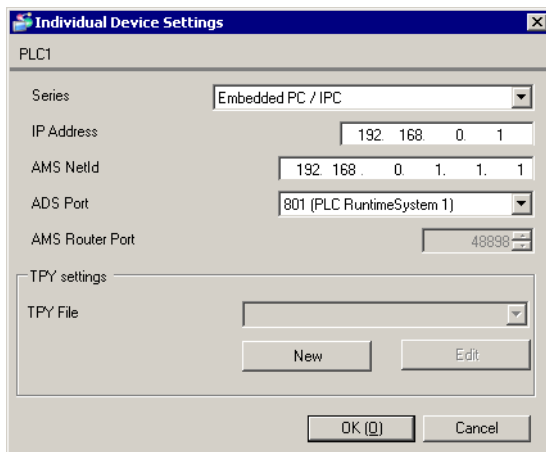 Individual Device Settings
PLC1
Series Embedded PC / IPC
IP Address 192. 168. 0. 1
AMS NetId 192. 168. 0. 1. 1. 1
ADS Port 801 (PLC RuntimeSystem 1)
AMS Router Port 48898
TPY settings
TPY File
New Edit
OK (O) Cancel